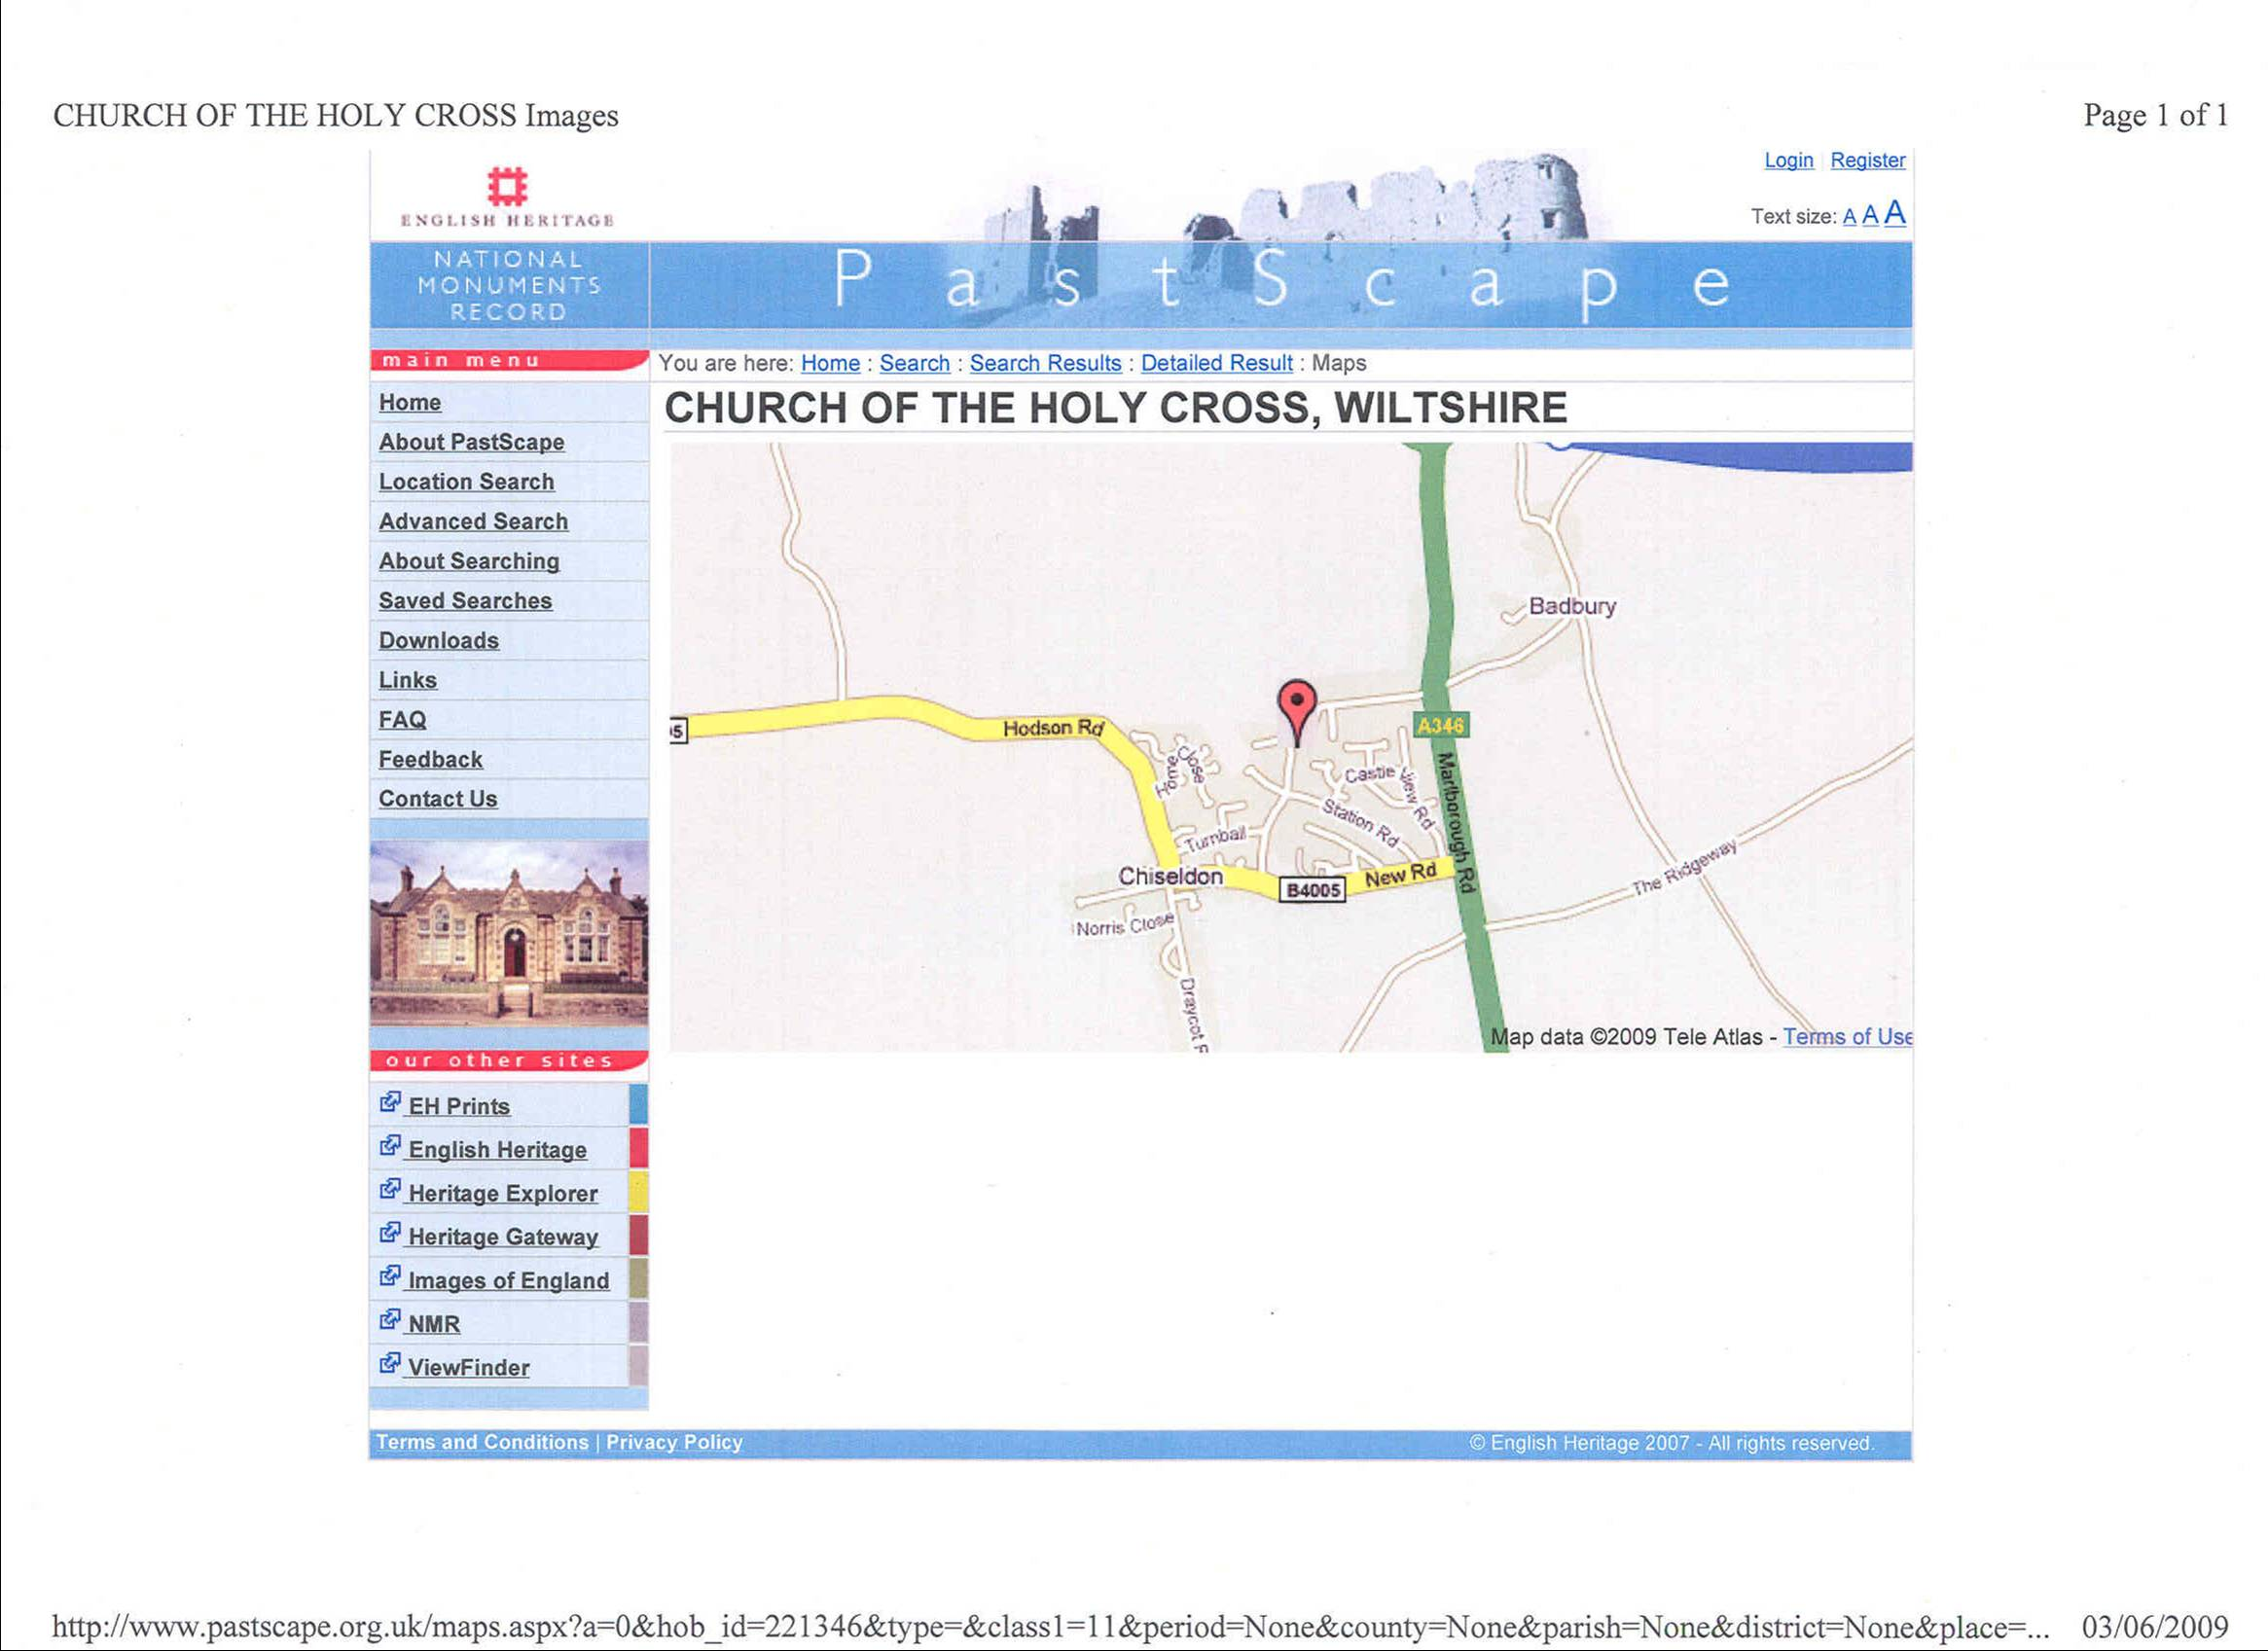 CHURCH OF THE HOLY CROSS Images
Page 1 of 1
ENGLISH HERITAGE
Login Register
Text size: A A A
NATIONAL
MONUMENTS
RECORD
PastScape
main menu
You are here: Home : Search : Search Results : Detailed Result : Maps
CHURCH OF THE HOLY CROSS, WILTSHIRE
Home
About PastScape
Location Search
Advanced Search
About Searching
Saved Searches
Downloads
Links
FAQ
Feedback
Contact Us
Badbury
A346
5
Hodson Rd
Home Close
Castle View Rd
Marlborough Rd
Station Rd
Turnball
Chiseldon
B4005
New Rd
The Ridgeway
Norris Close
Draycot
Map data ©2009 Tele Atlas - Terms of Use
our other sites
EH Prints
English Heritage
Heritage Explorer
Heritage Gateway
Images of England
NMR
ViewFinder
Terms and Conditions | Privacy Policy
© English Heritage 2007 - All rights reserved.
http://www.pastscape.org.uk/maps.aspx?a=0&hob_id=221346&type=&class1=11&period=None&county=None&parish=None&district=None&place=...
03/06/2009